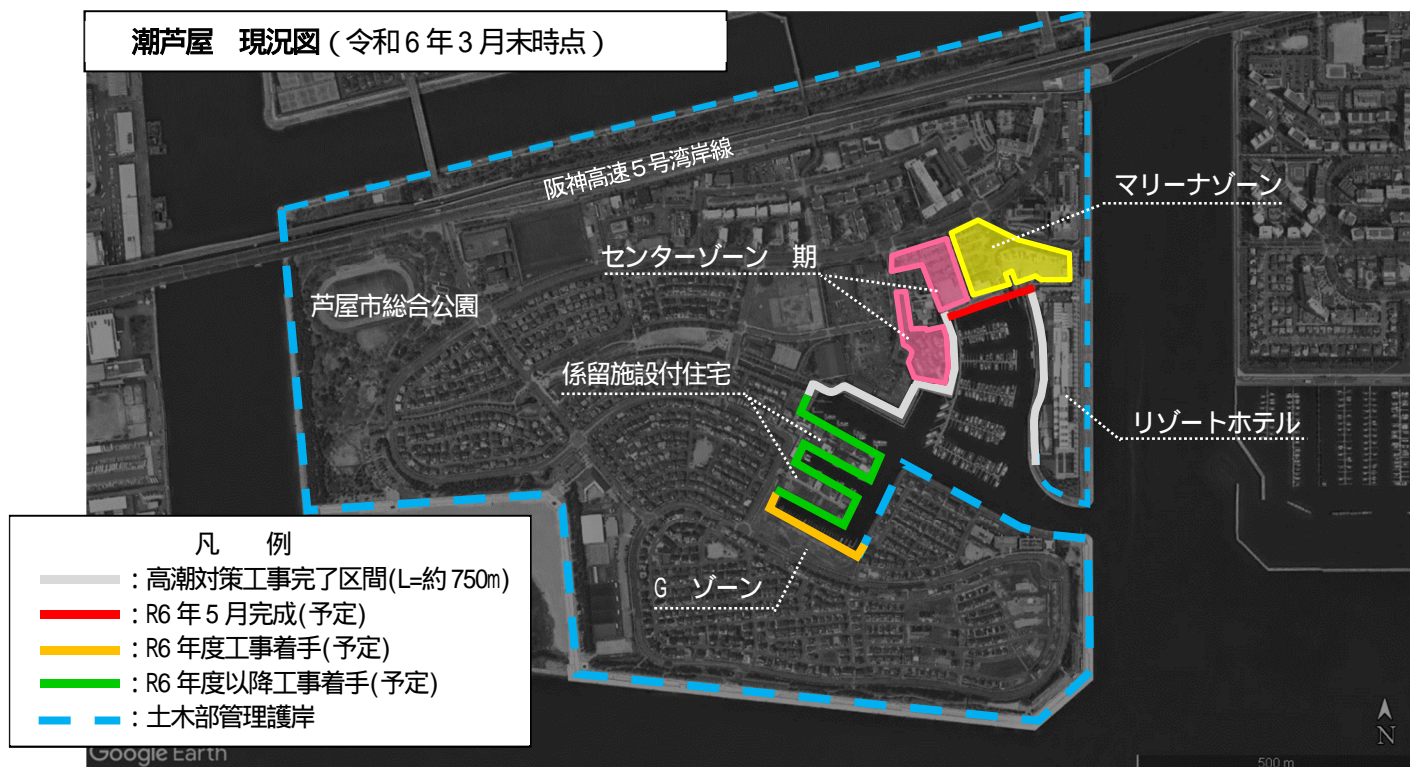 潮芦屋 現況図(令和6年3月末時点)
阪神高速5号湾岸線
マリーナゾーン
センターゾーン 期
芦屋市総合公園
係留施設付住宅
リゾートホテル
G ゾーン
凡 例
:高潮対策工事完了区間(L=約750m)
:R6年5月完成(予定)
:R6年度工事着手(予定)
:R6年度以降工事着手(予定)
:土木部管理護岸
Google Earth
N
500 m